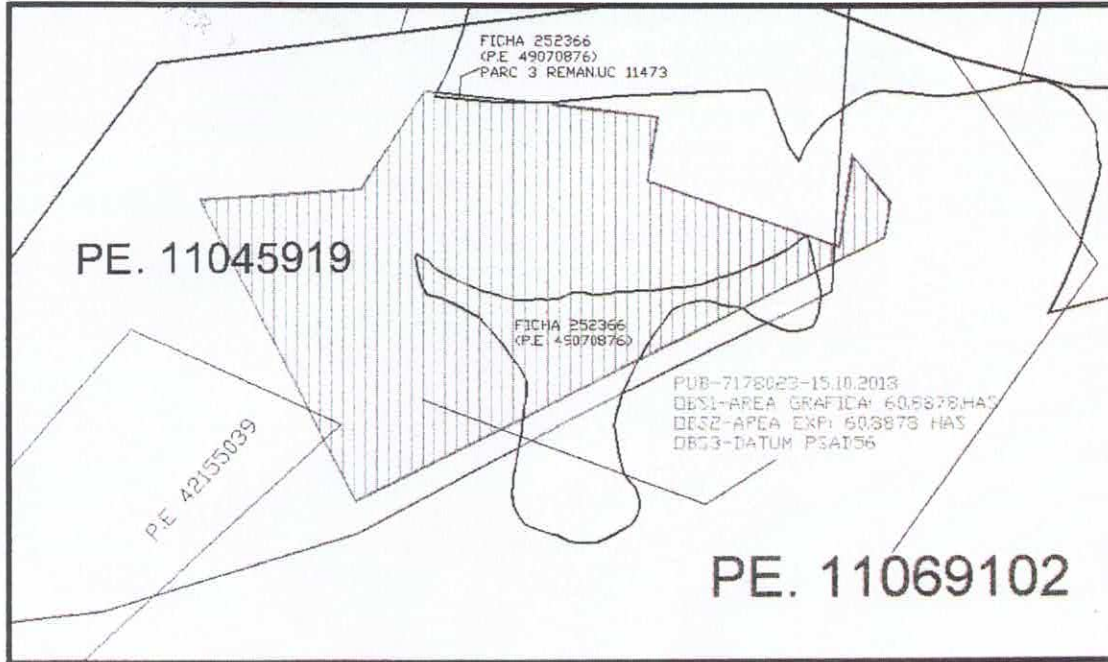 FICHA 252366
(P.E 49070876)
PARC 3 REMAN.UC 11473
PE. 11045919
FICHA 252366
(P.E 49070876)
PUB-7178023-15.10.2013
OBS1-AREA GRAFICA: 60.8878.HAS
OBS2-AREA EXP: 60.8878 HAS
OBS3-DATUM PSAD56
P.E 42155039
PE. 11069102